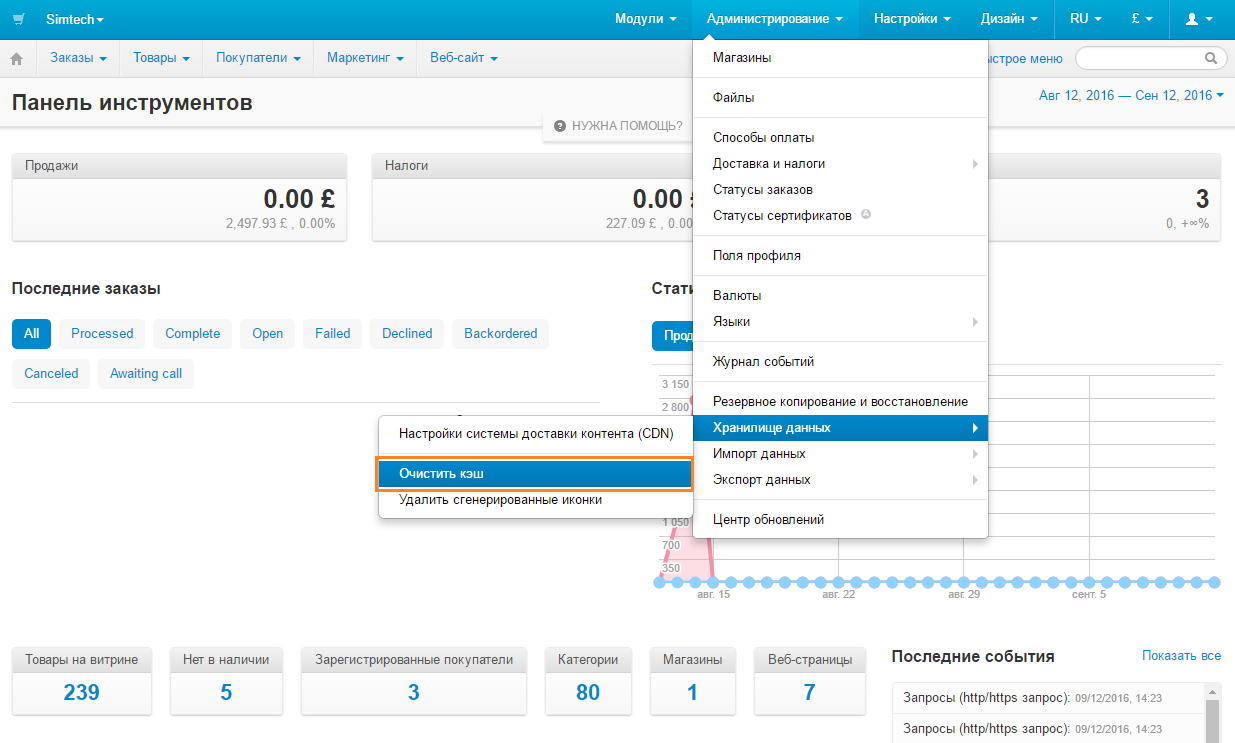 Simtech
Модули
Администрирование
Настройки
Дизайн
RU
£
Заказы
Товары
Покупатели
Маркетинг
Веб-сайт
ыстрое меню
Панель инструментов
Авг 12, 2016 — Сен 12, 2016
НУЖНА ПОМОЩЬ?
Магазины
Файлы
Способы оплаты
Доставка и налоги
Статусы заказов
Статусы сертификатов
Поля профиля
Валюты
Языки
Журнал событий
Резервное копирование и восстановление
Хранилище данных
Импорт данных
Экспорт данных
Центр обновлений
Настройки системы доставки контента (CDN)
Очистить кэш
Удалить сгенерированные иконки
Продажи
0.00 £
2,497.93 £ , 0.00%
Налоги
0.00
227.09 £ , 0.00
3
0, +∞%
Последние заказы
All
Processed
Complete
Open
Failed
Declined
Backordered
Canceled
Awaiting call
Стати
Прод
3 150
2 800
1 050
700
350
авг. 15
авг. 22
авг. 29
сент. 5
Товары на витрине
239
Нет в наличии
5
Зарегистрированные покупатели
3
Категории
80
Магазины
1
Веб-страницы
7
Последние события
Показать все
Запросы (http/https запрос): 09/12/2016, 14:23
Запросы (http/https запрос): 09/12/2016, 14:23